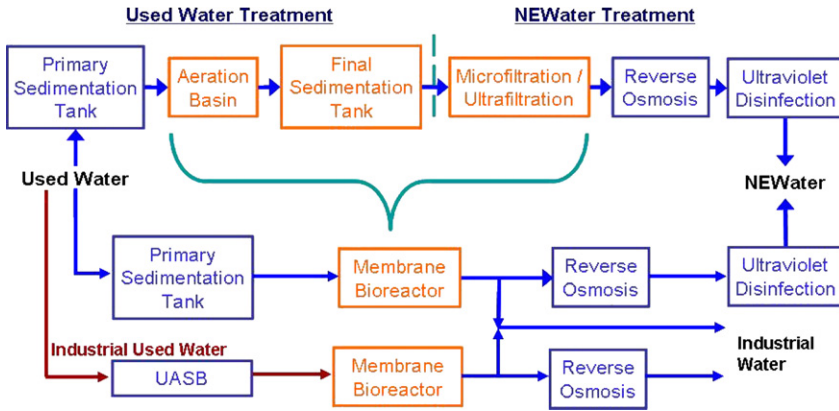 Used Water Treatment
NEWater Treatment
Primary
Sedimentation
Tank
Aeration
Basin
Final
Sedimentation
Tank
Microfiltration /
Ultrafiltration
Reverse
Osmosis
Ultraviolet
Disinfection
Used Water
NEWater
Primary
Sedimentation
Tank
Membrane
Bioreactor
Reverse
Osmosis
Ultraviolet
Disinfection
Industrial Used Water
UASB
Membrane
Bioreactor
Reverse
Osmosis
Industrial
Water